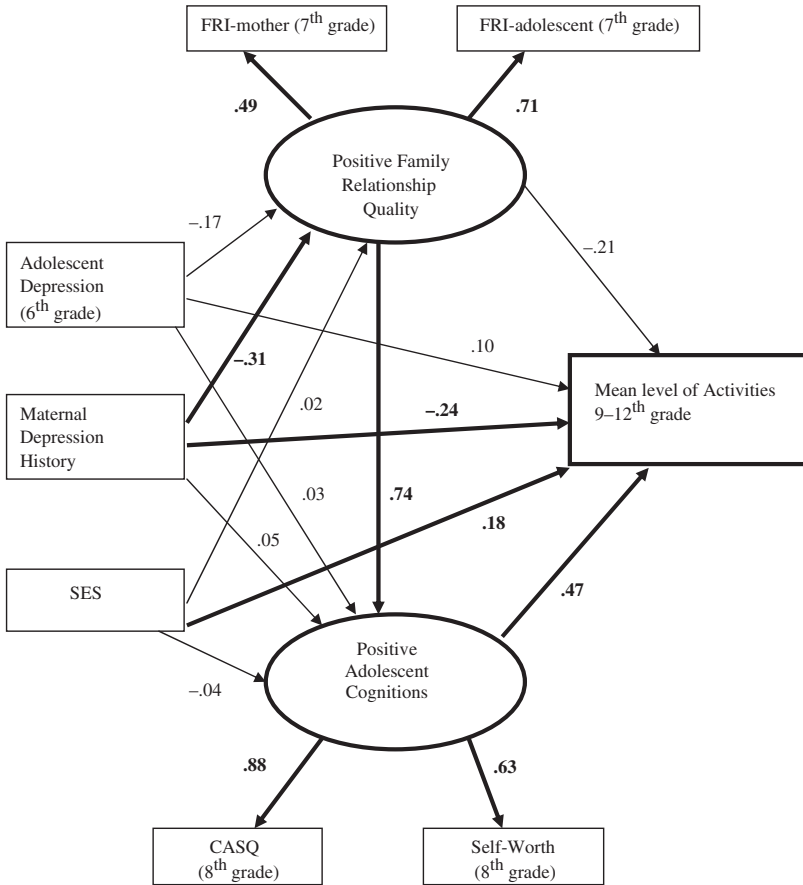 FRI-mother (7th grade)
FRI-adolescent (7th grade)
.49
.71
Positive Family
Relationship
Quality
–.17
–.21
Adolescent
Depression
(6th grade)
.10
–.31
Mean level of Activities
9–12th grade
.02
–.24
Maternal
Depression
History
.03
.74
.18
.05
SES
.47
Positive
Adolescent
Cognitions
–.04
.88
.63
CASQ
(8th grade)
Self-Worth
(8th grade)